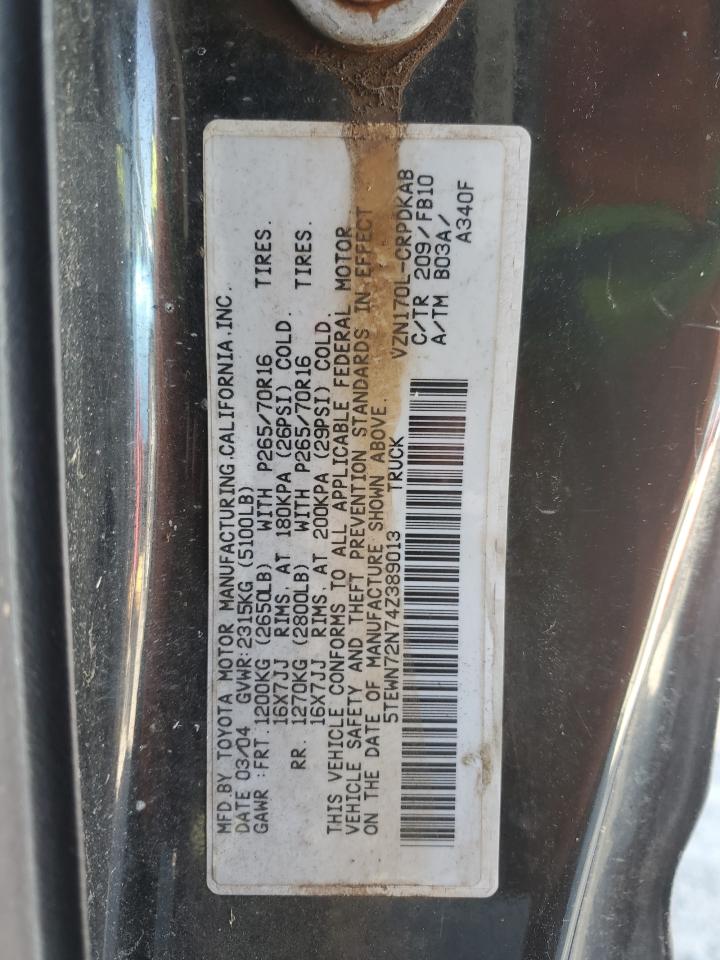 MFD.BY TOYOTA MOTOR MANUFACTURING.CALIFORNIA.INC.
DATE 03/04 GVWR:2315KG (5100LB)
GAWR :FRT.1200KG (2650LB) WITH P265/70R16 TIRES.
16X7JJ RIMS, AT 180KPA (26PSI) COLD.
RR. 1270KG (2800LB) WITH P265/70R16 TIRES.
16X7JJ RIMS, AT 200KPA (29PSI) COLD.
THIS VEHICLE CONFORMS TO ALL APPLICABLE FEDERAL MOTOR
VEHICLE SAFETY AND THEFT PREVENTION STANDARDS IN EFFECT
ON THE DATE OF MANUFACTURE SHOWN ABOVE.
5TEWN72N74Z389013 TRUCK
VZN170L-CRPDKAB
C/TR 209/FB10
A/TM B03A/
A340F